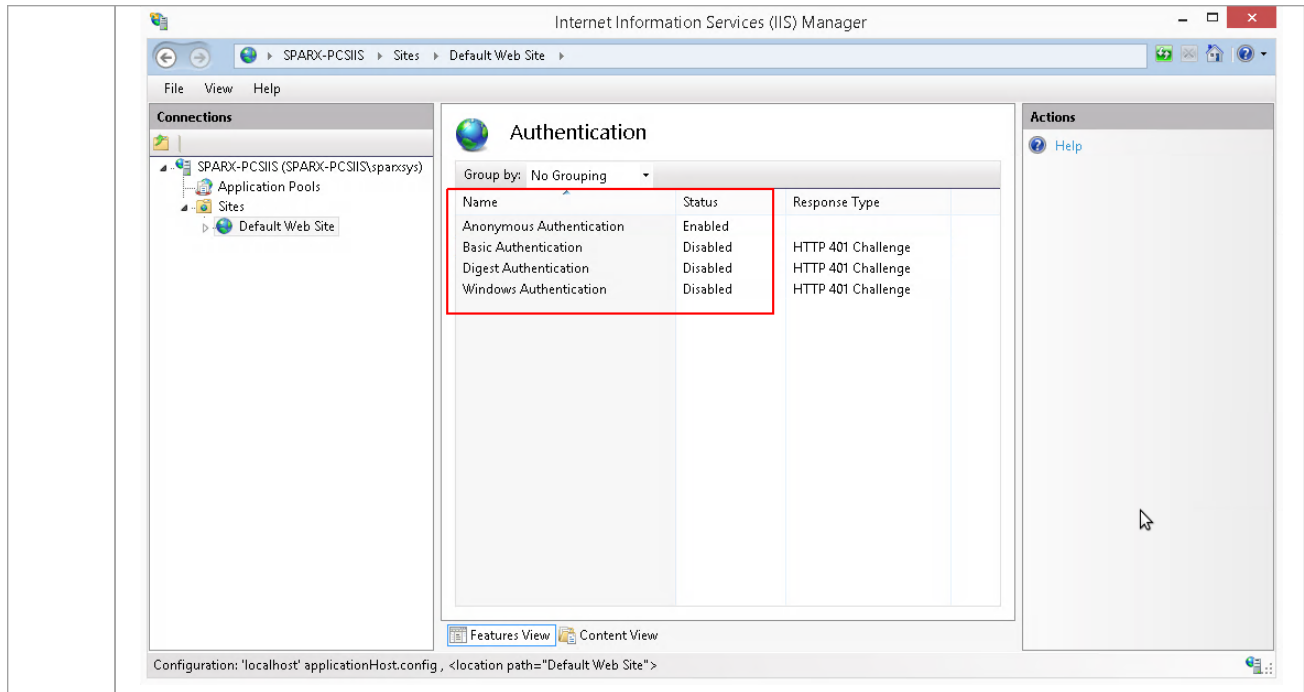 Internet Information Services (IIS) Manager
SPARX-PCSIIS Sites Default Web Site
File View Help
Connections
SPARX-PCSIIS (SPARX-PCSIIS\sparxsys)
Application Pools
Sites
Default Web Site
Authentication
Group by: No Grouping
Name Status Response Type
Anonymous Authentication Enabled
Basic Authentication Disabled HTTP 401 Challenge
Digest Authentication Disabled HTTP 401 Challenge
Windows Authentication Disabled HTTP 401 Challenge
Features View Content View
Actions
Help
Configuration: 'localhost' applicationHost.config , <location path="Default Web Site">